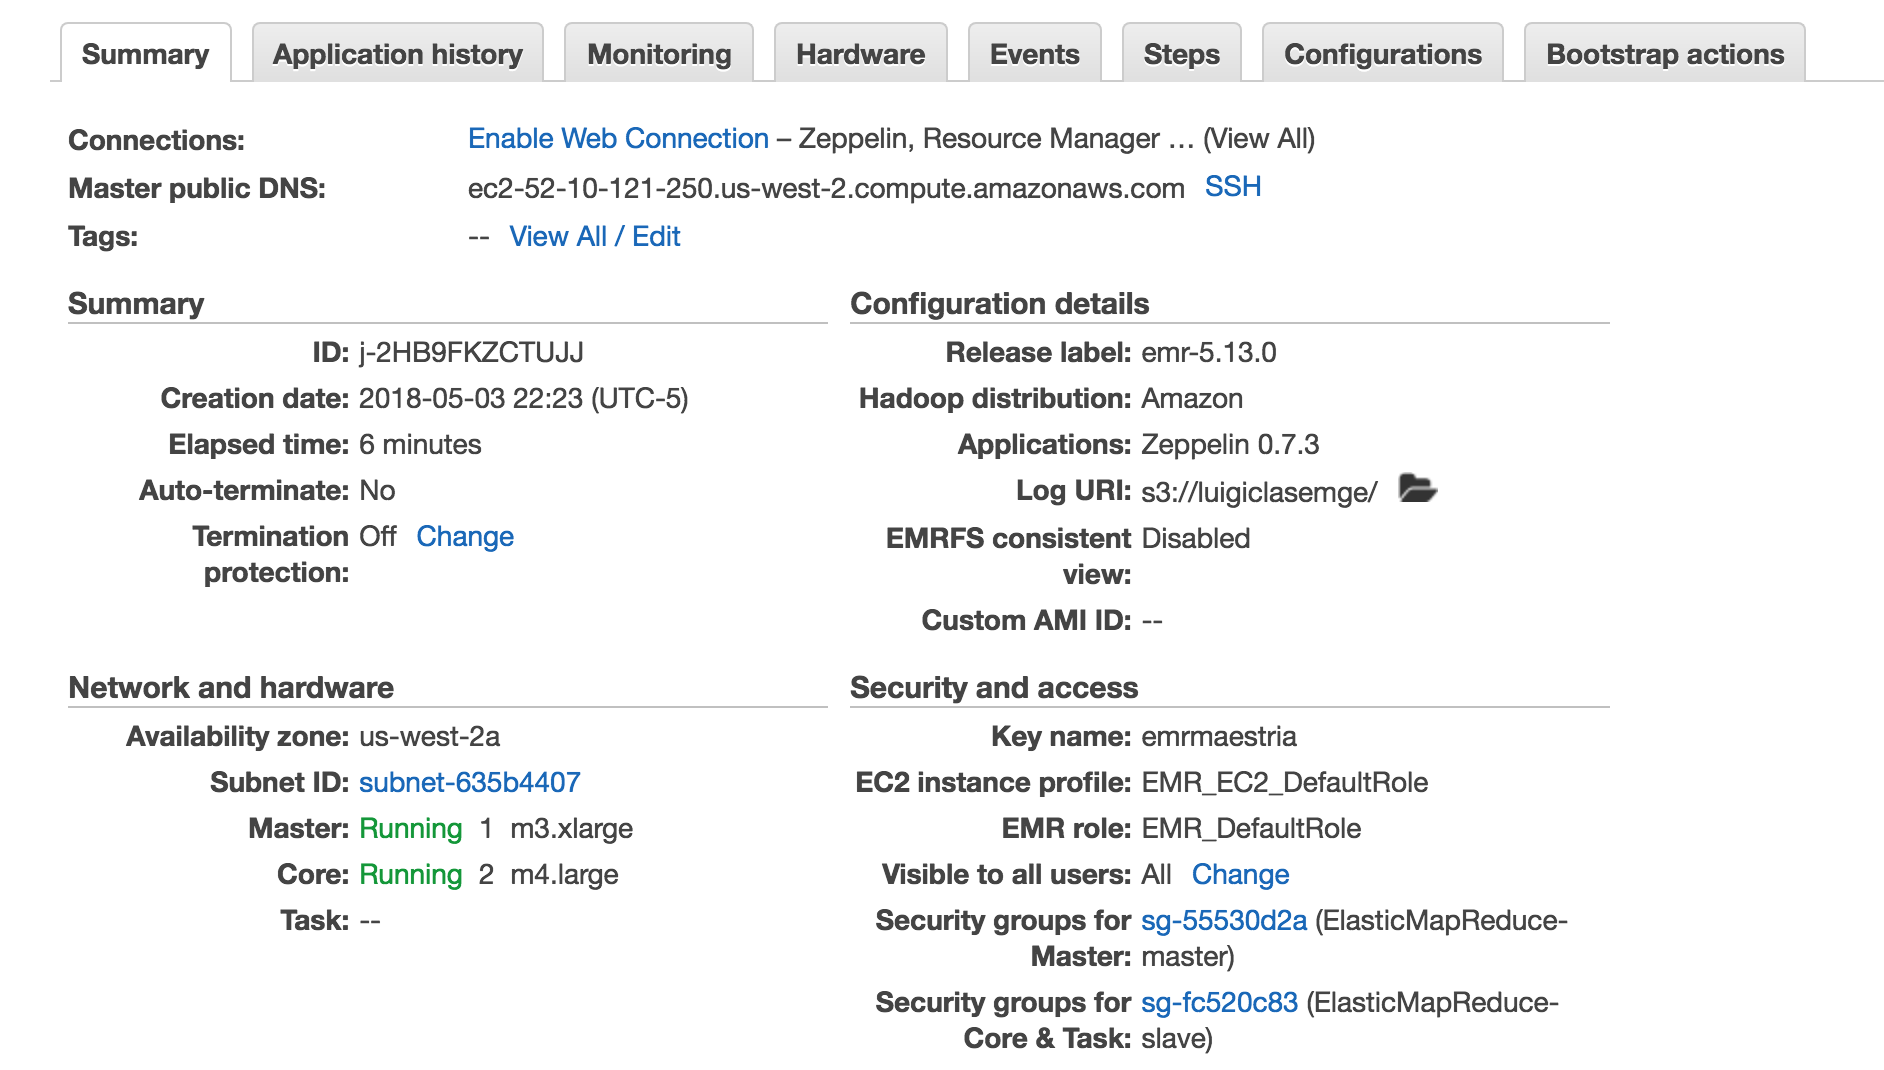 Summary Application history Monitoring Hardware Events Steps Configurations Bootstrap actions
Connections: Enable Web Connection – Zeppelin, Resource Manager … (View All)
Master public DNS: ec2-52-10-121-250.us-west-2.compute.amazonaws.com SSH
Tags: -- View All / Edit
Summary
ID: j-2HB9FKZCTUJJ
Creation date: 2018-05-03 22:23 (UTC-5)
Elapsed time: 6 minutes
Auto-terminate: No
Termination Off Change
protection:
Configuration details
Release label: emr-5.13.0
Hadoop distribution: Amazon
Applications: Zeppelin 0.7.3
Log URI: s3://luigiclasemge/
EMRFS consistent Disabled
view:
Custom AMI ID: --
Network and hardware
Availability zone: us-west-2a
Subnet ID: subnet-635b4407
Master: Running 1 m3.xlarge
Core: Running 2 m4.large
Task: --
Security and access
Key name: emrmaestria
EC2 instance profile: EMR_EC2_DefaultRole
EMR role: EMR_DefaultRole
Visible to all users: All Change
Security groups for sg-55530d2a (ElasticMapReduce-
Master: master)
Security groups for sg-fc520c83 (ElasticMapReduce-
Core & Task: slave)